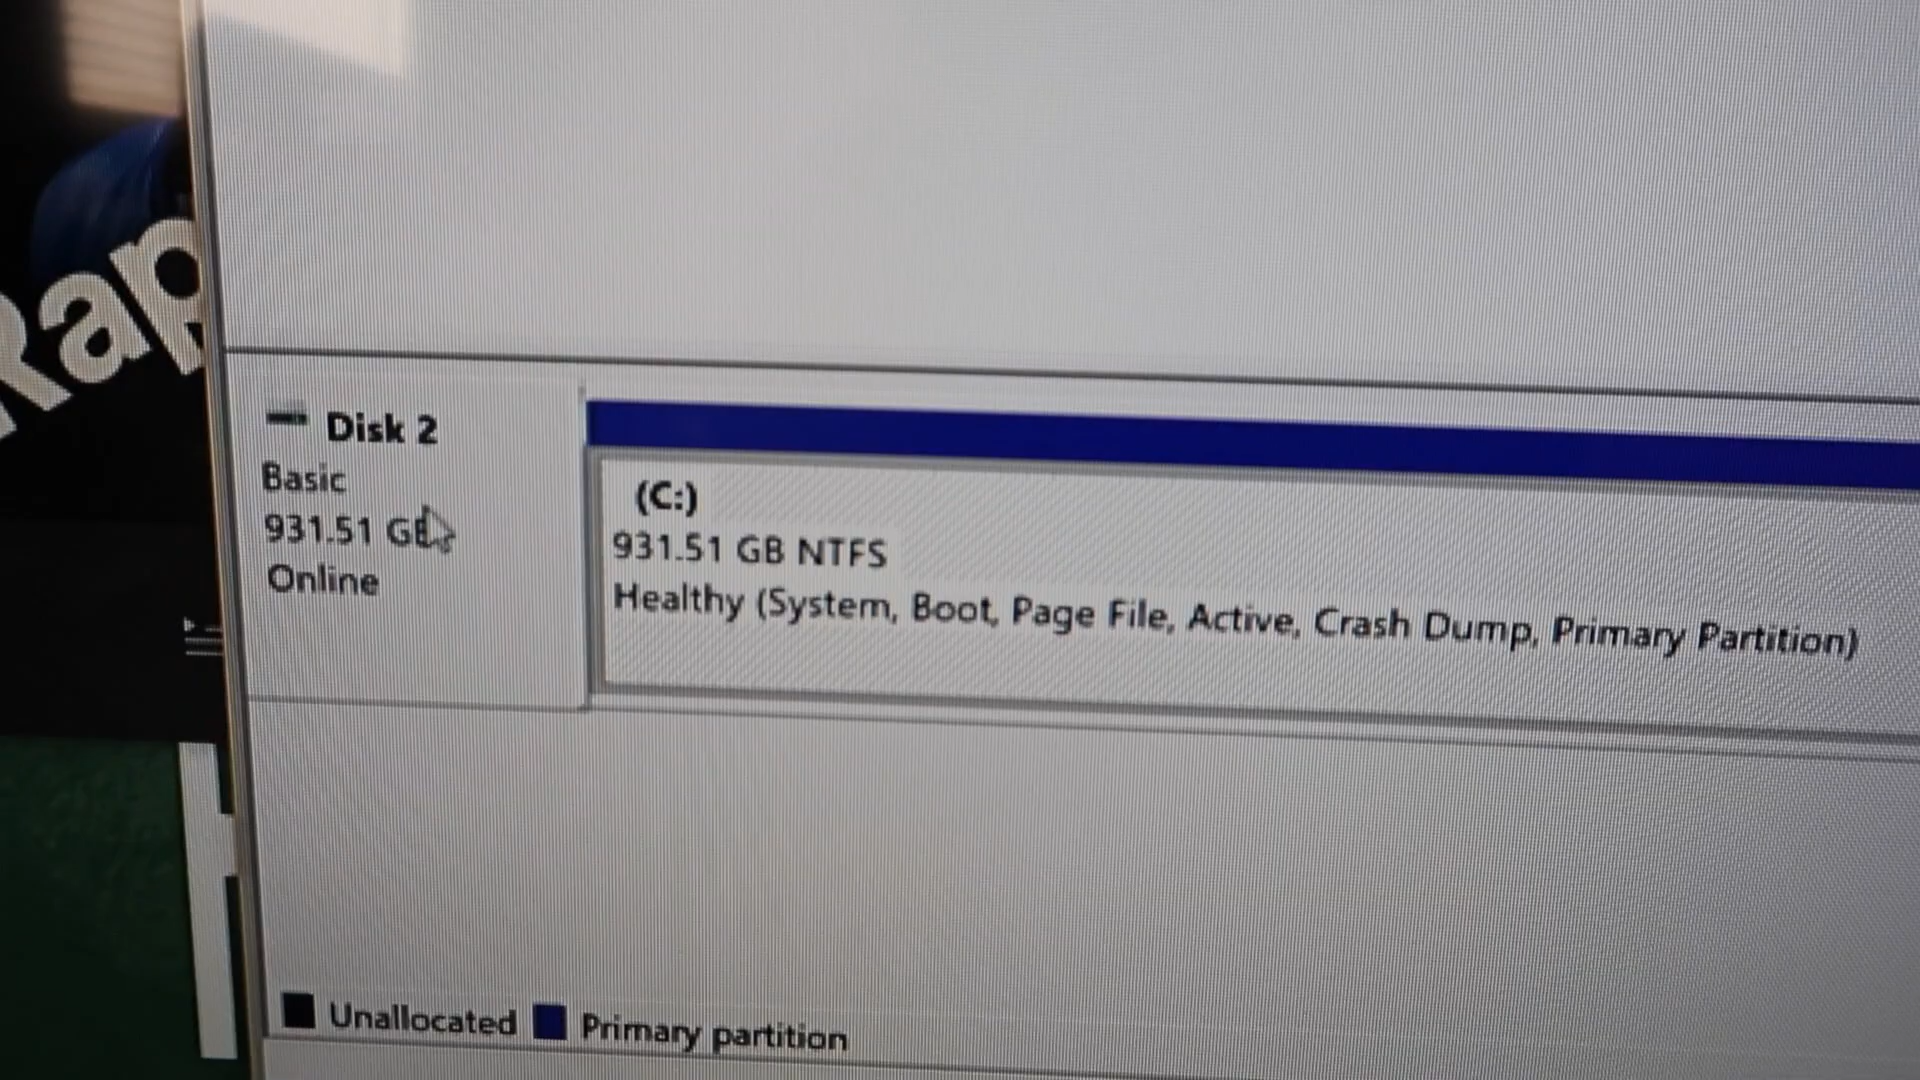 Rap
Disk 2
Basic
931.51 GB
Online
(C:)
931.51 GB NTFS
Healthy (System, Boot, Page File, Active, Crash Dump, Primary Partition)
Unallocated
Primary partition